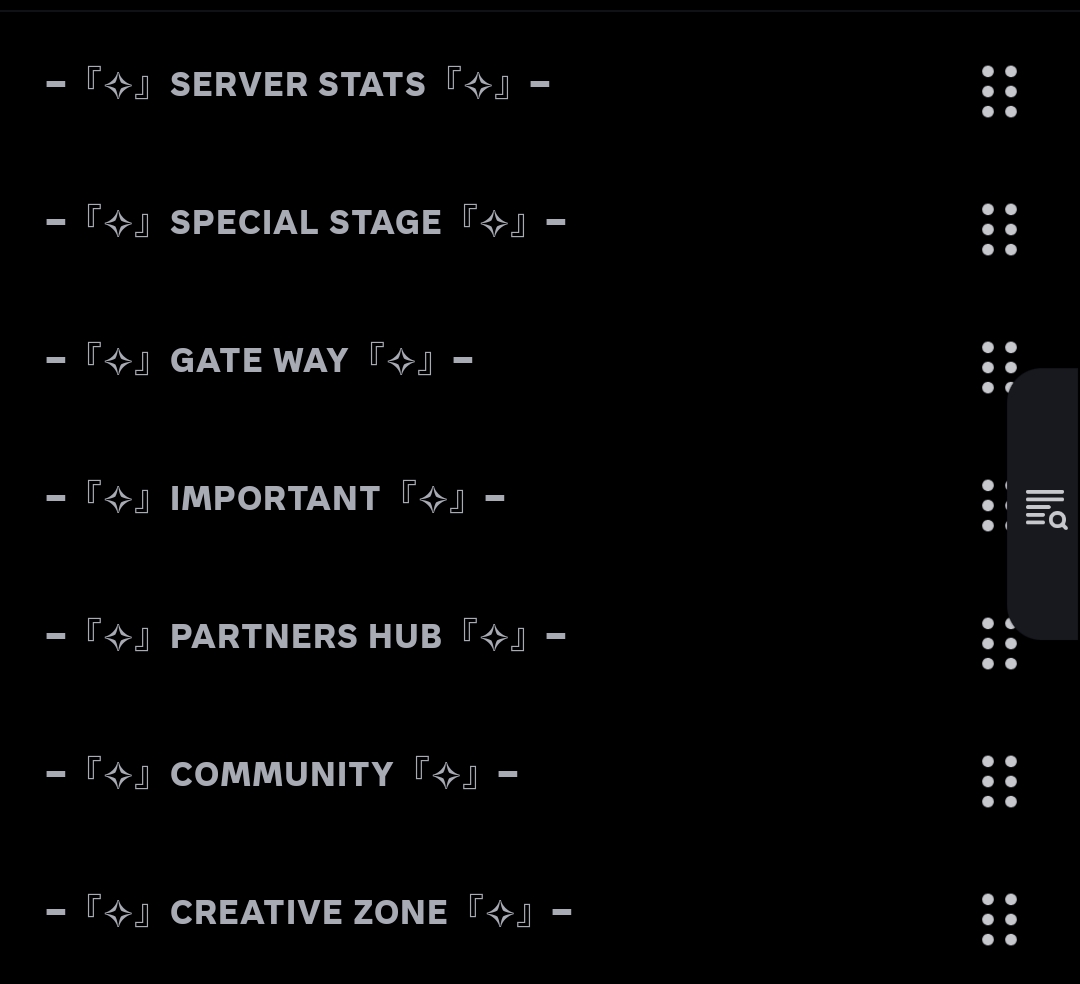 –『✧』SERVER STATS『✧』–
–『✧』SPECIAL STAGE『✧』–
–『✧』GATE WAY『✧』–
–『✧』IMPORTANT『✧』–
–『✧』PARTNERS HUB『✧』–
–『✧』COMMUNITY『✧』–
–『✧』CREATIVE ZONE『✧』–